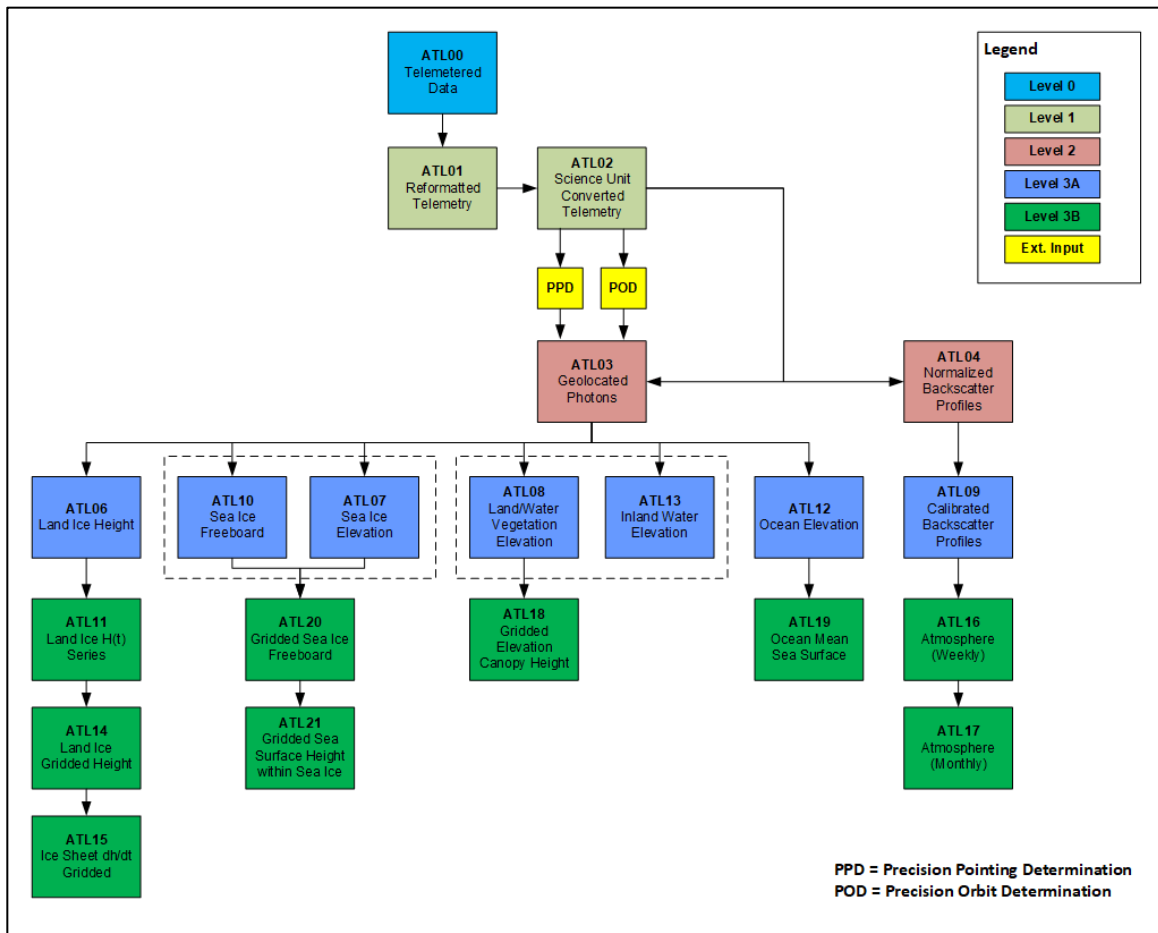 ATL00
Telemetered
Data
Legend
Level 0
Level 1
Level 2
Level 3A
Level 3B
Ext. Input
ATL01
Reformatted
Telemetry
ATL02
Science Unit
Converted
Telemetry
PPD
POD
ATL03
Geolocated
Photons
ATL04
Normalized
Backscatter
Profiles
ATL06
Land Ice Height
ATL10
Sea Ice
Freeboard
ATL07
Sea Ice
Elevation
ATL08
Land/Water
Vegetation
Elevation
ATL13
Inland Water
Elevation
ATL12
Ocean Elevation
ATL09
Calibrated
Backscatter
Profiles
ATL11
Land Ice H(t)
Series
ATL20
Gridded Sea Ice
Freeboard
ATL18
Gridded
Elevation
Canopy Height
ATL19
Ocean Mean
Sea Surface
ATL16
Atmosphere
(Weekly)
ATL14
Land Ice
Gridded Height
ATL21
Gridded Sea
Surface Height
within Sea Ice
ATL17
Atmosphere
(Monthly)
ATL15
Ice Sheet dh/dt
Gridded
PPD = Precision Pointing Determination
POD = Precision Orbit Determination